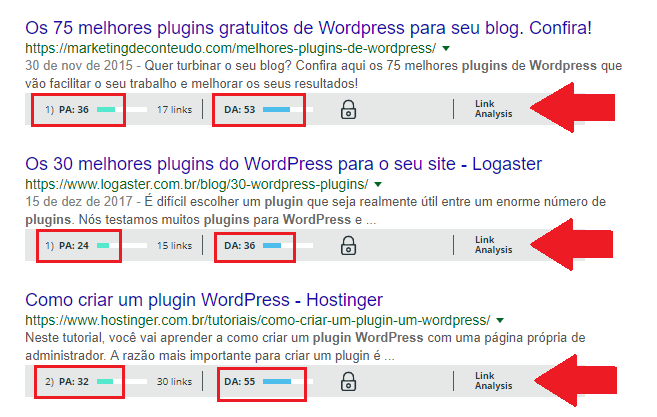 Os 75 melhores plugins gratuitos de Wordpress para seu blog. Confira!
https://marketingdeconteudo.com/melhores-plugins-de-wordpress/
30 de nov de 2015 - Quer turbinar o seu blog? Confira aqui os 75 melhores plugins de Wordpress que
vão facilitar o seu trabalho e melhorar os seus resultados!
1) PA: 36 17 links DA: 53 Link
Analysis
Os 30 melhores plugins do WordPress para o seu site - Logaster
https://www.logaster.com.br/blog/30-wordpress-plugins/
15 de dez de 2017 - É difícil escolher um plugin que seja realmente útil entre um enorme número de
plugins. Nós testamos muitos plugins para WordPress e ...
1) PA: 24 15 links DA: 36 Link
Analysis
Como criar um plugin WordPress - Hostinger
https://www.hostinger.com.br/tutoriais/como-criar-um-plugin-um-wordpress/
Neste tutorial, você vai aprender a como criar um plugin WordPress com uma página própria de
administrador. A razão mais importante para criar um plugin é ...
2) PA: 32 30 links DA: 55 Link
Analysis